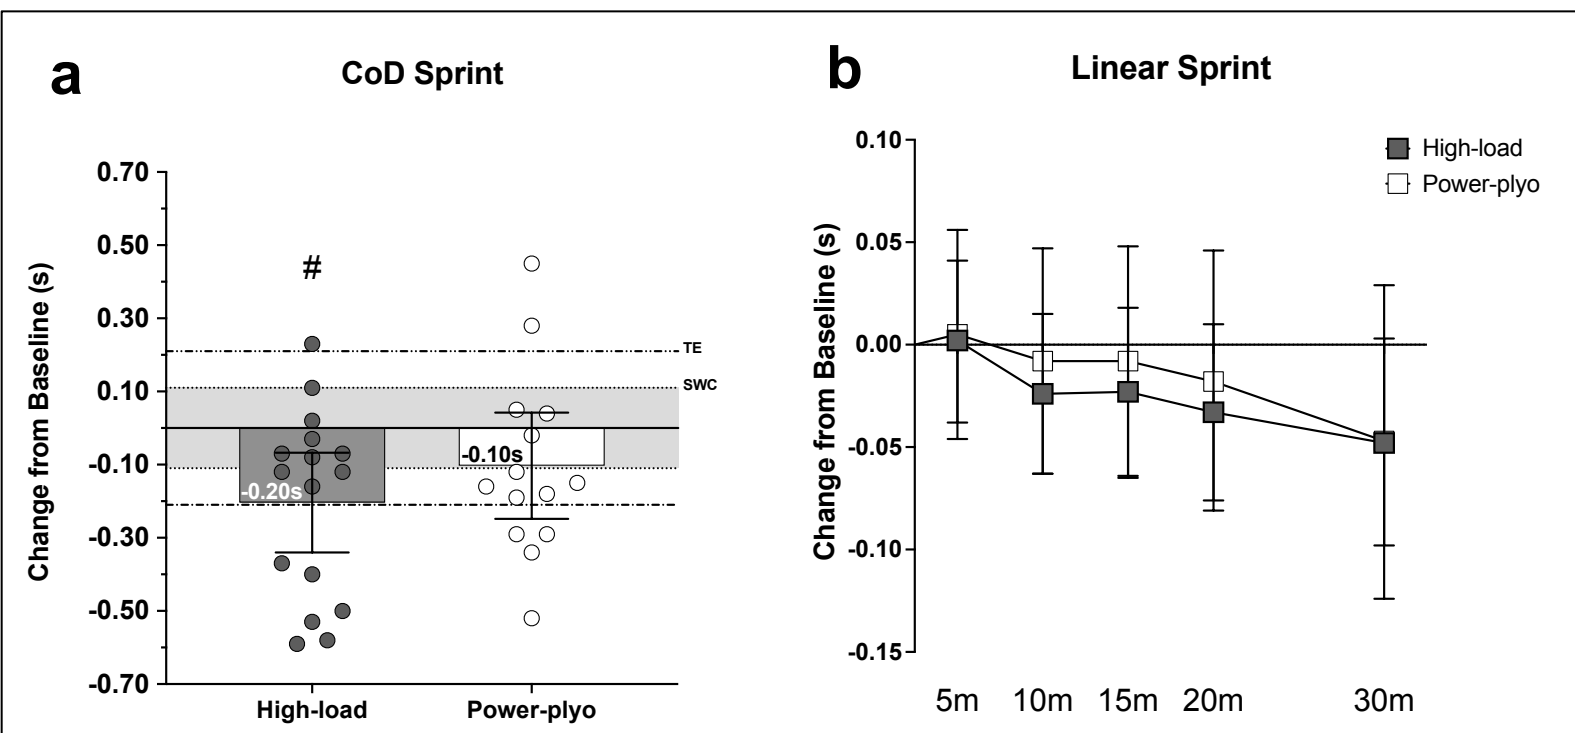 a
CoD Sprint
Change from Baseline (s)
0.70
0.50
0.30
0.10
-0.10
-0.30
-0.50
-0.70
#
TE
SWC
-0.20s
-0.10s
High-load
Power-plyo
b
Linear Sprint
Change from Baseline (s)
0.10
0.05
0.00
-0.05
-0.10
-0.15
High-load
Power-plyo
5m 10m 15m 20m 30m